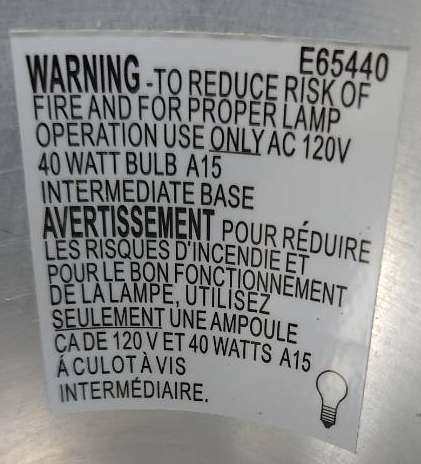 E65440
WARNING -TO REDUCE RISK OF
FIRE AND FOR PROPER LAMP
OPERATION USE ONLY AC 120V
40 WATT BULB A15
INTERMEDIATE BASE
AVERTISSEMENT POUR RÉDUIRE
LES RISQUES D'INCENDIE ET
POUR LE BON FONCTIONNEMENT
DE LA LAMPE, UTILISEZ
SEULEMENT UNE AMPOULE
CA DE 120 V ET 40 WATTS A15
Á CULOT À VIS
INTERMÉDIAIRE.